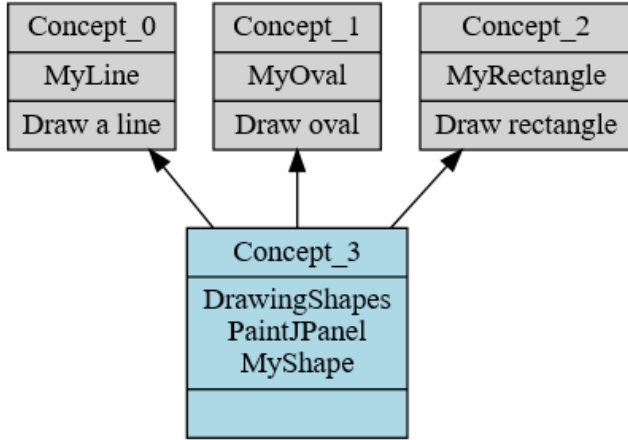 Concept_0
MyLine
Draw a line
Concept_1
MyOval
Draw oval
Concept_2
MyRectangle
Draw rectangle
Concept_3
DrawingShapes
PaintJPanel
MyShape